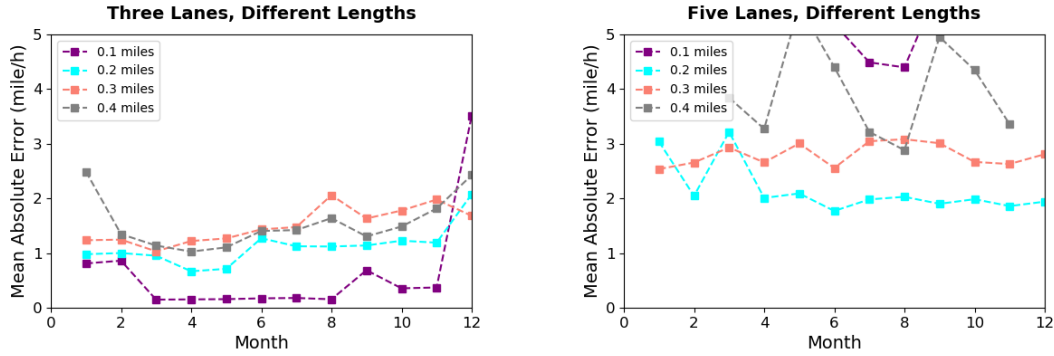 Three Lanes, Different Lengths
5
4
3
2
1
0
Mean Absolute Error (mile/h)
0.1 miles
0.2 miles
0.3 miles
0.4 miles
0 2 4 6 8 10 12
Month
Five Lanes, Different Lengths
5
4
3
2
1
0
Mean Absolute Error (mile/h)
0.1 miles
0.2 miles
0.3 miles
0.4 miles
0 2 4 6 8 10 12
Month